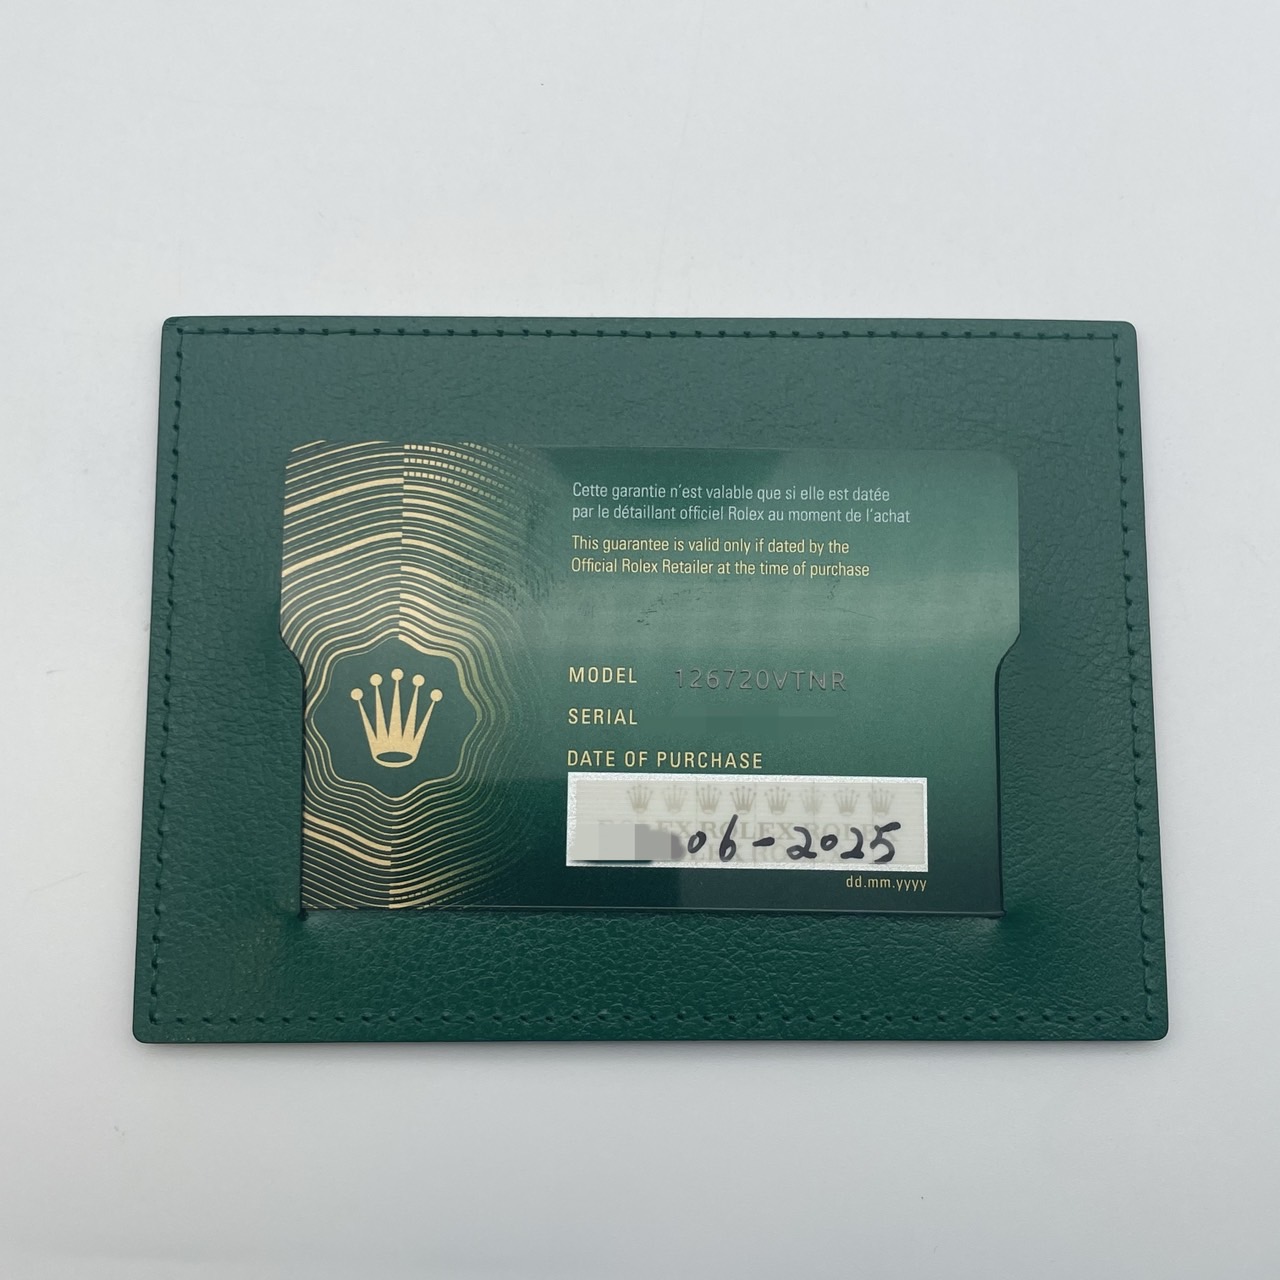 Cette garantie n'est valable que si elle est datée
par le détaillant officiel Rolex au moment de l'achat
This guarantee is valid only if dated by the
Official Rolex Retailer at the time of purchase
MODEL 126720VTNR
SERIAL
DATE OF PURCHASE
06-2025
dd.mm.yyyy